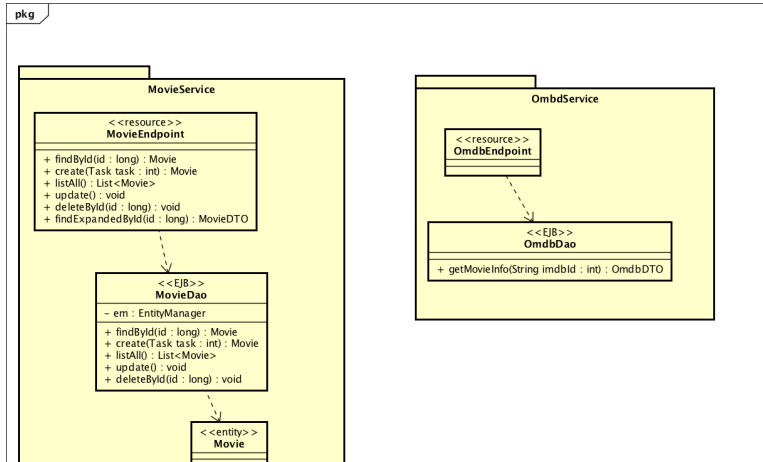 pkg
MovieService
<<resource>>
MovieEndpoint
+ findById(id : long) : Movie
+ create(Task task : int) : Movie
+ listAll() : List<Movie>
+ update() : void
+ deleteById(id : long) : void
+ findExpandedById(id : long) : MovieDTO
<<EJB>>
MovieDao
- em : EntityManager
+ findById(id : long) : Movie
+ create(Task task : int) : Movie
+ listAll() : List<Movie>
+ update() : void
+ deleteById(id : long) : void
<<entity>>
Movie
OmbdService
<<resource>>
OmdbEndpoint
<<EJB>>
OmdbDao
+ getMovieInfo(String imdbId : int) : OmdbDTO